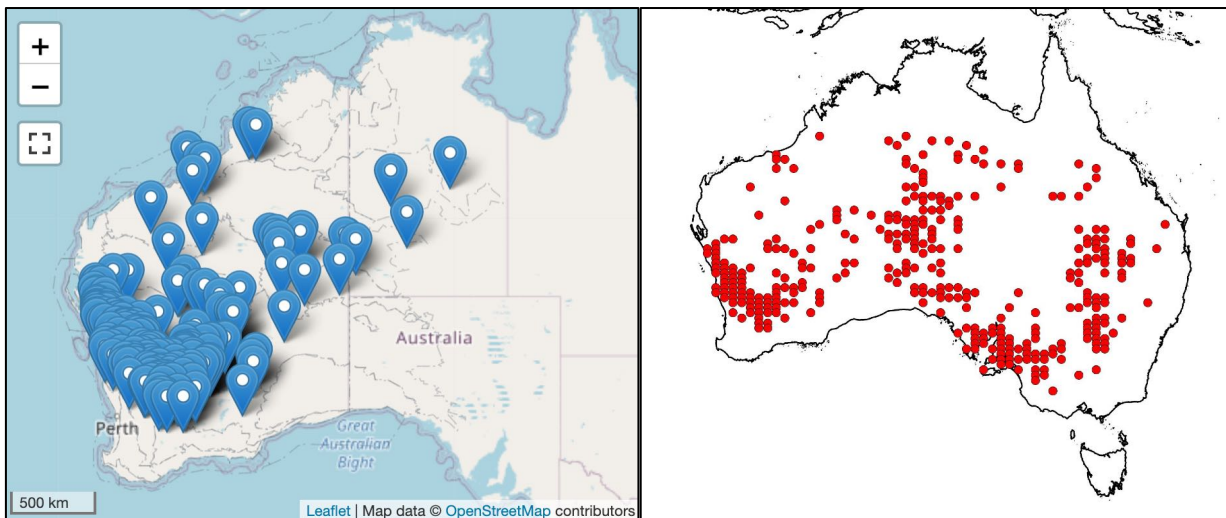 +
−
Australia
Perth
Great
Australian
Bight
500 km
Leaflet | Map data © OpenStreetMap contributors